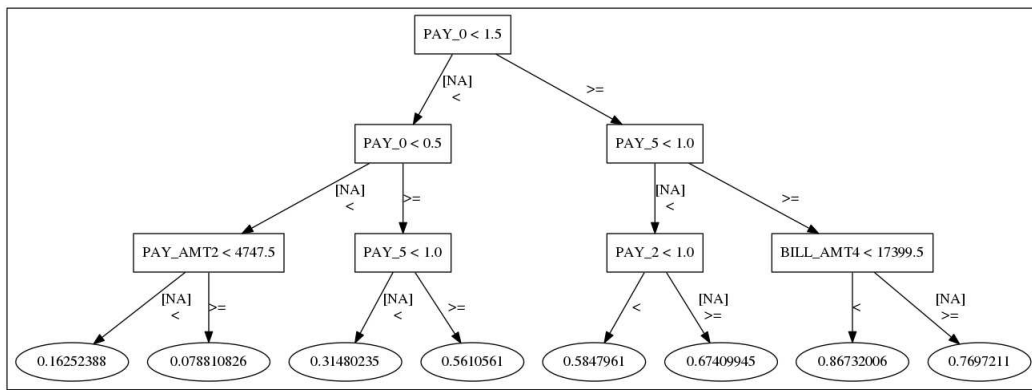 PAY_0 < 1.5
[NA]
<
>=
PAY_0 < 0.5
PAY_5 < 1.0
[NA]
<
>=
[NA]
<
>=
PAY_AMT2 < 4747.5
PAY_5 < 1.0
PAY_2 < 1.0
BILL_AMT4 < 17399.5
[NA]
<
>=
[NA]
<
>=
<
[NA]
>=
<
[NA]
>=
0.16252388
0.078810826
0.31480235
0.5610561
0.5847961
0.67409945
0.86732006
0.7697211